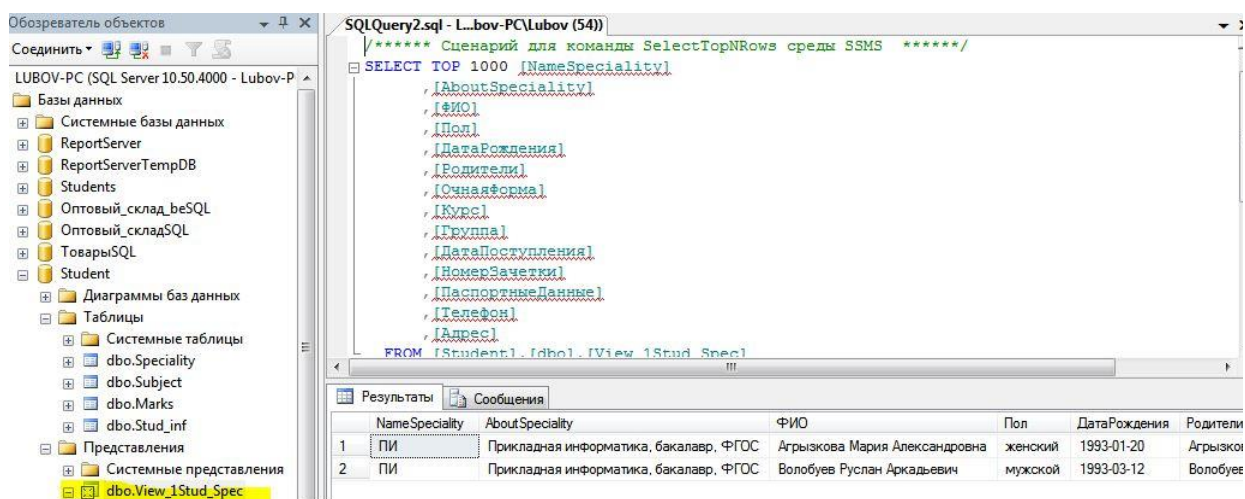 Обозреватель объектов
Соединить
LUBOV-PC (SQL Server 10.50.4000 - Lubov-P
Базы данных
Системные базы данных
ReportServer
ReportServerTempDB
Students
Оптовый_склад_beSQL
Оптовый_складSQL
ТоварыSQL
Student
Диаграммы баз данных
Таблицы
Системные таблицы
dbo.Speciality
dbo.Subject
dbo.Marks
dbo.Stud_inf
Представления
Системные представления
dbo.View_1Stud_Spec
SQLQuery2.sql - L...bov-PC\Lubov (54))
/****** Сценарий для команды SelectTopNRows среды SSMS ******/
SELECT TOP 1000 [NameSpeciality]
,[AboutSpeciality]
,[ФИО]
,[Пол]
,[ДатаРождения]
,[Родители]
,[ОчнаяФорма]
,[Курс]
,[Группа]
,[ДатаПоступления]
,[НомерЗачетки]
,[ПаспортныеДанные]
,[Телефон]
,[Адрес]
FROM [Student].[dbo].[View_1Stud_Spec]
Результаты Сообщения
NameSpeciality AboutSpeciality ФИО Пол ДатаРождения Родители
1 ПИ Прикладная информатика, бакалавр, ФГОС Агрызкова Мария Александровна женский 1993-01-20 Агрызков
2 ПИ Прикладная информатика, бакалавр, ФГОС Волобуев Руслан Аркадьевич мужской 1993-03-12 Волобуев